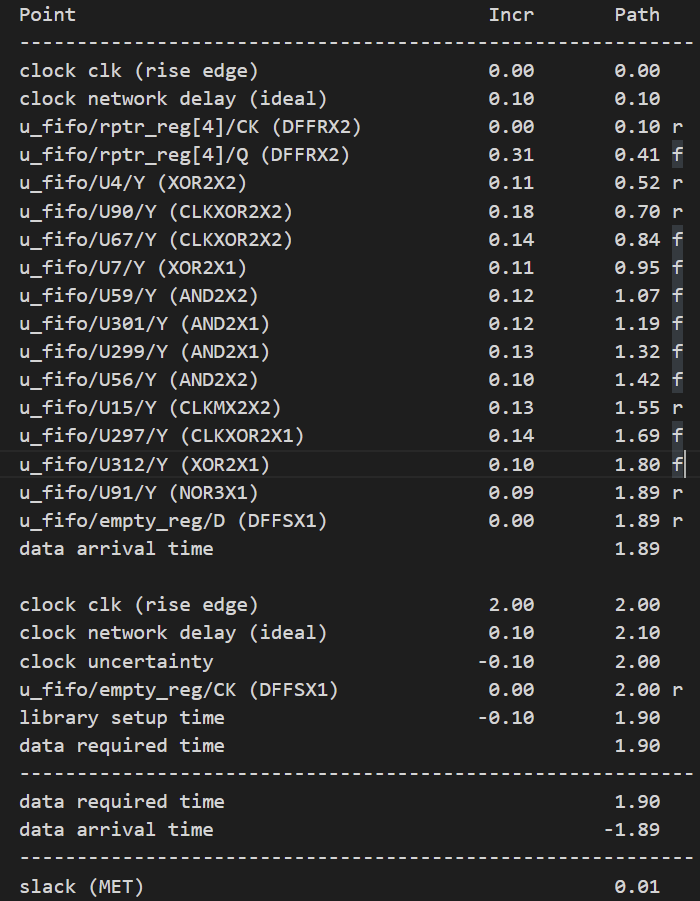 Point Incr Path
------------------------------------------------------------
clock clk (rise edge) 0.00 0.00
clock network delay (ideal) 0.10 0.10
u_fifo/rptr_reg[4]/CK (DFFRX2) 0.00 0.10 r
u_fifo/rptr_reg[4]/Q (DFFRX2) 0.31 0.41 f
u_fifo/U4/Y (XOR2X2) 0.11 0.52 r
u_fifo/U90/Y (CLKXOR2X2) 0.18 0.70 r
u_fifo/U67/Y (CLKXOR2X2) 0.14 0.84 f
u_fifo/U7/Y (XOR2X1) 0.11 0.95 f
u_fifo/U59/Y (AND2X2) 0.12 1.07 f
u_fifo/U301/Y (AND2X1) 0.12 1.19 f
u_fifo/U299/Y (AND2X1) 0.13 1.32 f
u_fifo/U56/Y (AND2X2) 0.10 1.42 f
u_fifo/U15/Y (CLKMX2X2) 0.13 1.55 r
u_fifo/U297/Y (CLKXOR2X1) 0.14 1.69 f
u_fifo/U312/Y (XOR2X1) 0.10 1.80 f
u_fifo/U91/Y (NOR3X1) 0.09 1.89 r
u_fifo/empty_reg/D (DFFSX1) 0.00 1.89 r
data arrival time 1.89
clock clk (rise edge) 2.00 2.00
clock network delay (ideal) 0.10 2.10
clock uncertainty -0.10 2.00
u_fifo/empty_reg/CK (DFFSX1) 0.00 2.00 r
library setup time -0.10 1.90
data required time 1.90
------------------------------------------------------------
data required time 1.90
data arrival time -1.89
------------------------------------------------------------
slack (MET) 0.01